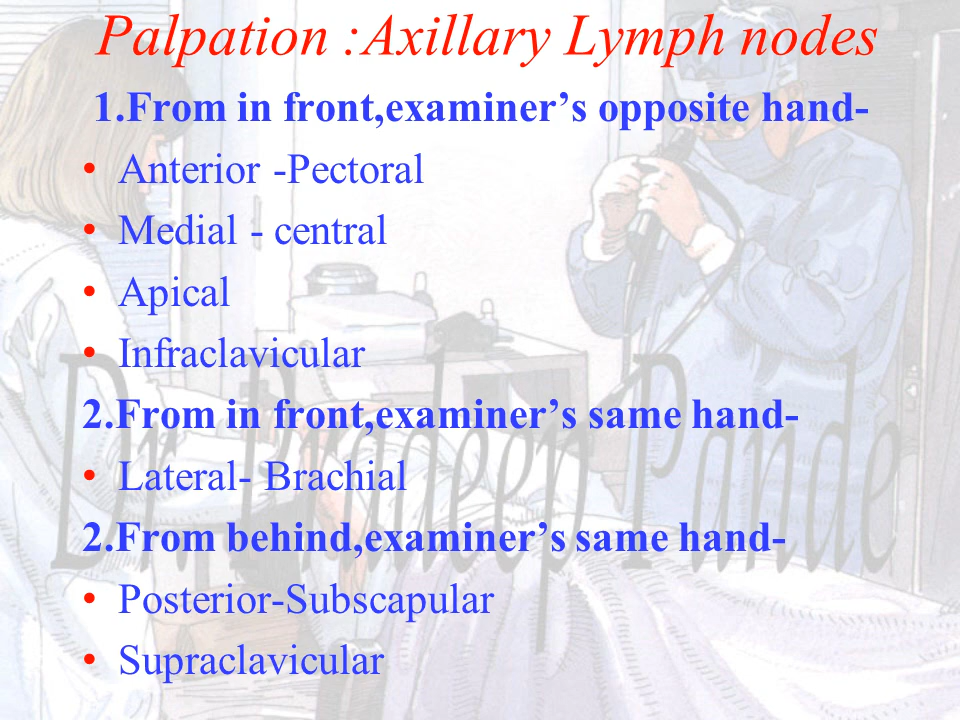 Palpation :Axillary Lymph nodes
1.From in front,examiner’s opposite hand-
• Anterior -Pectoral
• Medial - central
• Apical
• Infraclavicular
2.From in front,examiner’s same hand-
• Lateral- Brachial
2.From behind,examiner’s same hand-
• Posterior-Subscapular
• Supraclavicular
Dr. Pradeep Pande